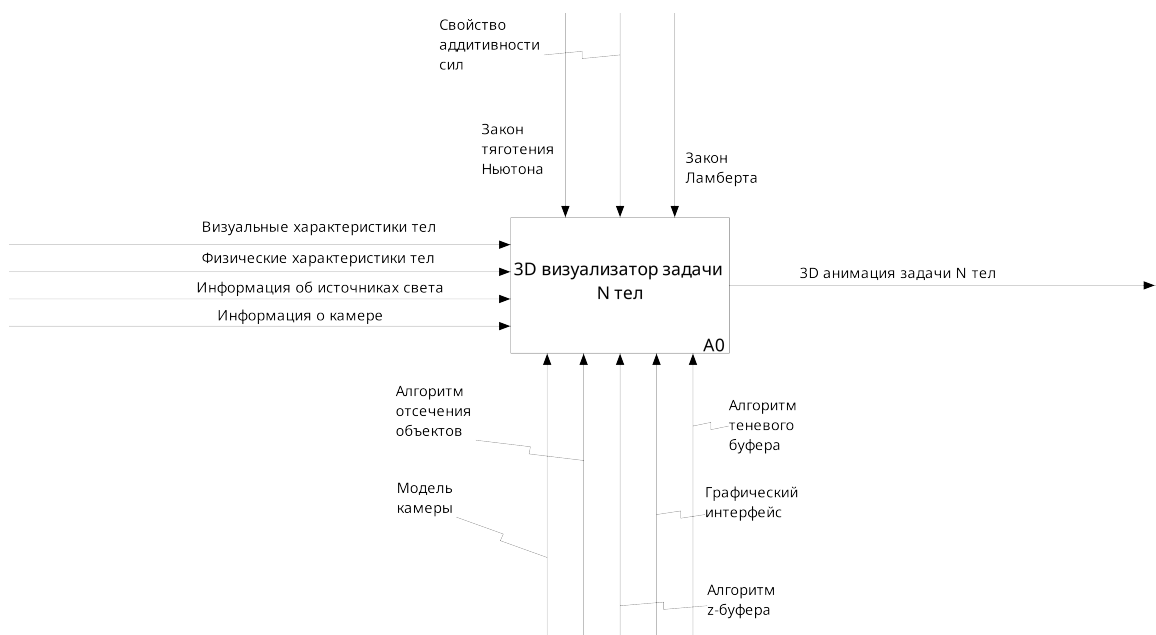 Свойство
аддитивности
сил
Закон
тяготения
Ньютона
Закон
Ламберта
Визуальные характеристики тел
Физические характеристики тел
Информация об источниках света
Информация о камере
3D визуализатор задачи
N тел
A0
3D анимация задачи N тел
Алгоритм
отсечения
объектов
Алгоритм
теневого
буфера
Модель
камеры
Графический
интерфейс
Алгоритм
z-буфера